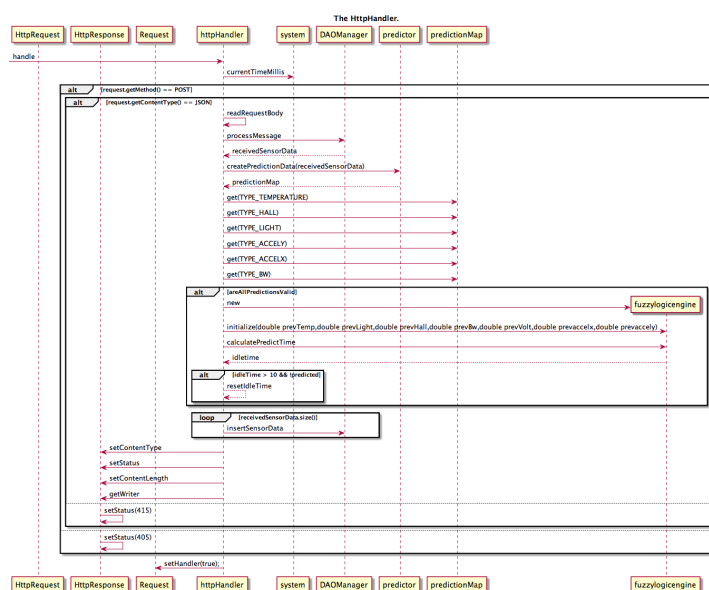 The HttpHandler.
HttpRequest HttpResponse Request httpHandler system DAOManager predictor predictionMap
handle
currentTimeMillis
alt [request.getMethod() == POST]
alt [request.getContentType() == JSON]
readRequestBody
processMessage
receivedSensorData
createPredictionData(receivedSensorData)
predictionMap
get(TYPE_TEMPERATURE)
get(TYPE_HALL)
get(TYPE_LIGHT)
get(TYPE_ACCELY)
get(TYPE_ACCELX)
get(TYPE_BW)
alt [areAllPredictionsValid]
new fuzzylogicengine
initialize(double prevTemp,double prevLight,double prevHall,double prevBw,double prevVolt,double prevaccelx,double prevaccely)
calculatePredictTime
idletime
alt [idleTime > 10 && !predicted]
resetIdleTime
loop [receivedSensorData.size()]
insertSensorData
setContentType
setStatus
setContentLength
getWriter
setStatus(415)
setStatus(405)
setHandler(true);
HttpRequest HttpResponse Request httpHandler system DAOManager predictor predictionMap fuzzylogicengine